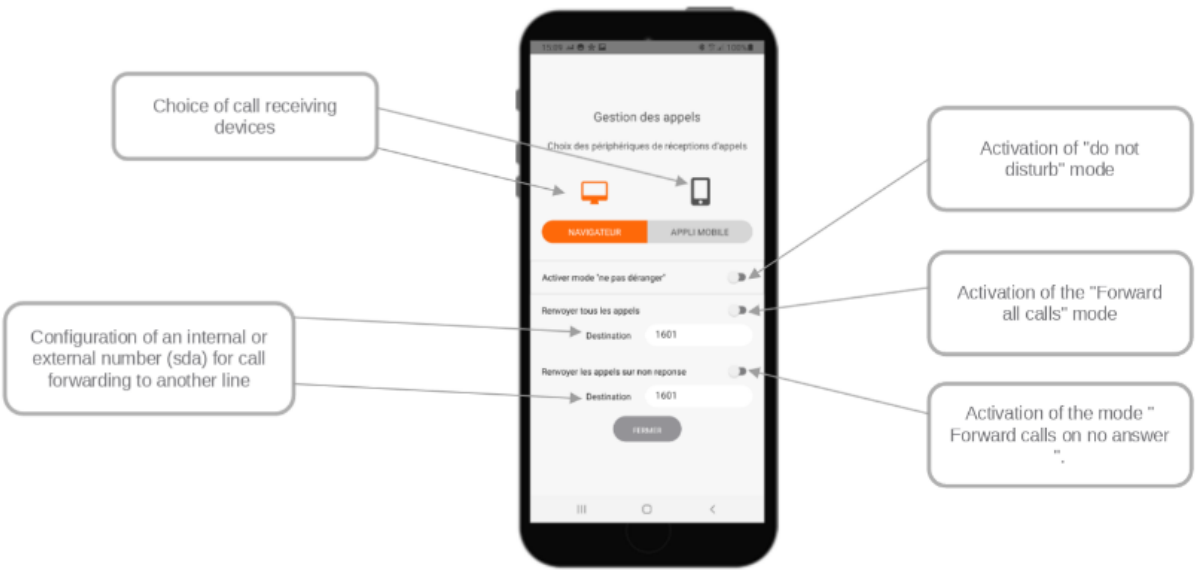 15:09
100%
Choice of call receiving
devices
Gestion des appels
Choix des périphériques de réceptions d'appels
NAVIGATEUR
APPLI MOBILE
Activer mode "ne pas déranger"
Renvoyer tous les appels
Destination
1601
Renvoyer les appels sur non reponse
Destination
1601
FERMER
Configuration of an internal or
external number (sda) for call
forwarding to another line
Activation of "do not
disturb" mode
Activation of the "Forward
all calls" mode
Activation of the mode "
Forward calls on no answer
".